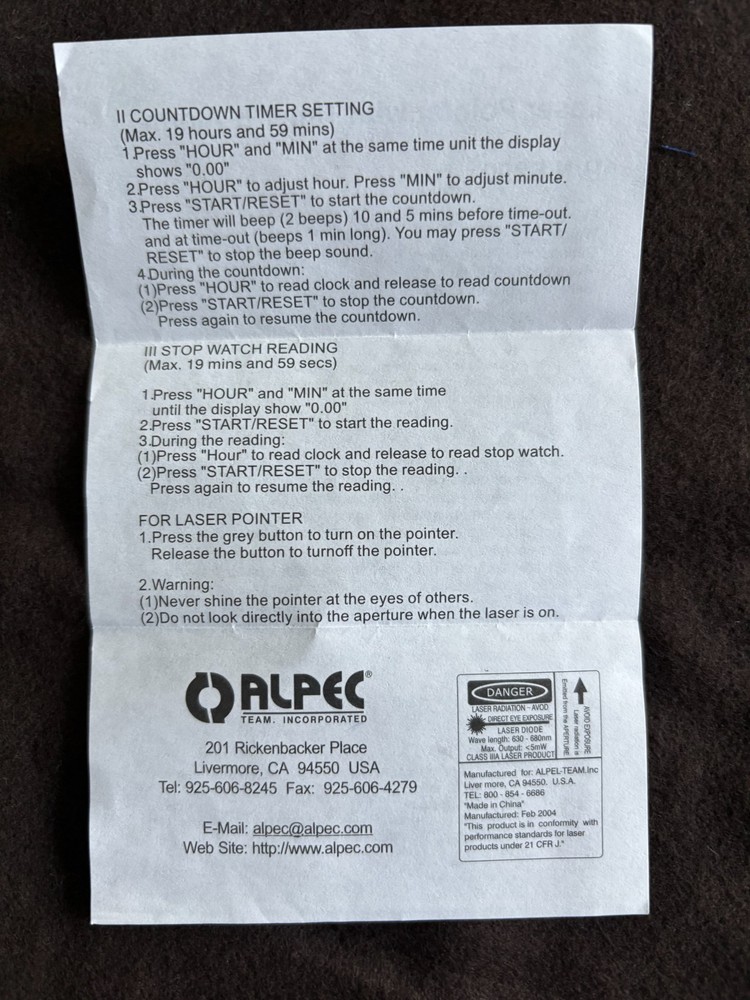 II COUNTDOWN TIMER SETTING
(Max. 19 hours and 59 mins)
1.Press "HOUR" and "MIN" at the same time unit the display
shows "0.00"
2.Press "HOUR" to adjust hour. Press "MIN" to adjust minute.
3.Press "START/RESET" to start the countdown.
The timer will beep (2 beeps) 10 and 5 mins before time-out.
and at time-out (beeps 1 min long). You may press "START/
RESET" to stop the beep sound.
4.During the countdown:
(1)Press "HOUR" to read clock and release to read countdown
(2)Press "START/RESET" to stop the countdown.
Press again to resume the countdown.
III STOP WATCH READING
(Max. 19 mins and 59 secs)
1.Press "HOUR" and "MIN" at the same time
until the display show "0.00"
2.Press "START/RESET" to start the reading.
3.During the reading:
(1)Press "Hour" to read clock and release to read stop watch.
(2)Press "START/RESET" to stop the reading. .
Press again to resume the reading. .
FOR LASER POINTER
1.Press the grey button to turn on the pointer.
Release the button to turnoff the pointer.
2.Warning:
(1)Never shine the pointer at the eyes of others.
(2)Do not look directly into the aperture when the laser is on.
ALPEC®
TEAM. INCORPORATED
201 Rickenbacker Place
Livermore, CA 94550 USA
Tel: 925-606-8245 Fax: 925-606-4279
E-Mail: alpec@alpec.com
Web Site: http://www.alpec.com
DANGER
LASER RADIATION - AVOD
DIRECT EYE EXPOSURE
LASER DIODE
Wave length: 630 - 680nm
Max. Output: <5mW
CLASS IIIA LASER PRODUCT
AVOID EXPOSURE
Laser radiation is
Emitted from the APERTURE
Manufactured for: ALPEL-TEAM.Inc
Liver more, CA 94550. U.S.A.
TEL: 800 - 854 - 6686
"Made in China"
Manufactured: Feb 2004
"This product is in conformity with
performance standards for laser
products under 21 CFR J."